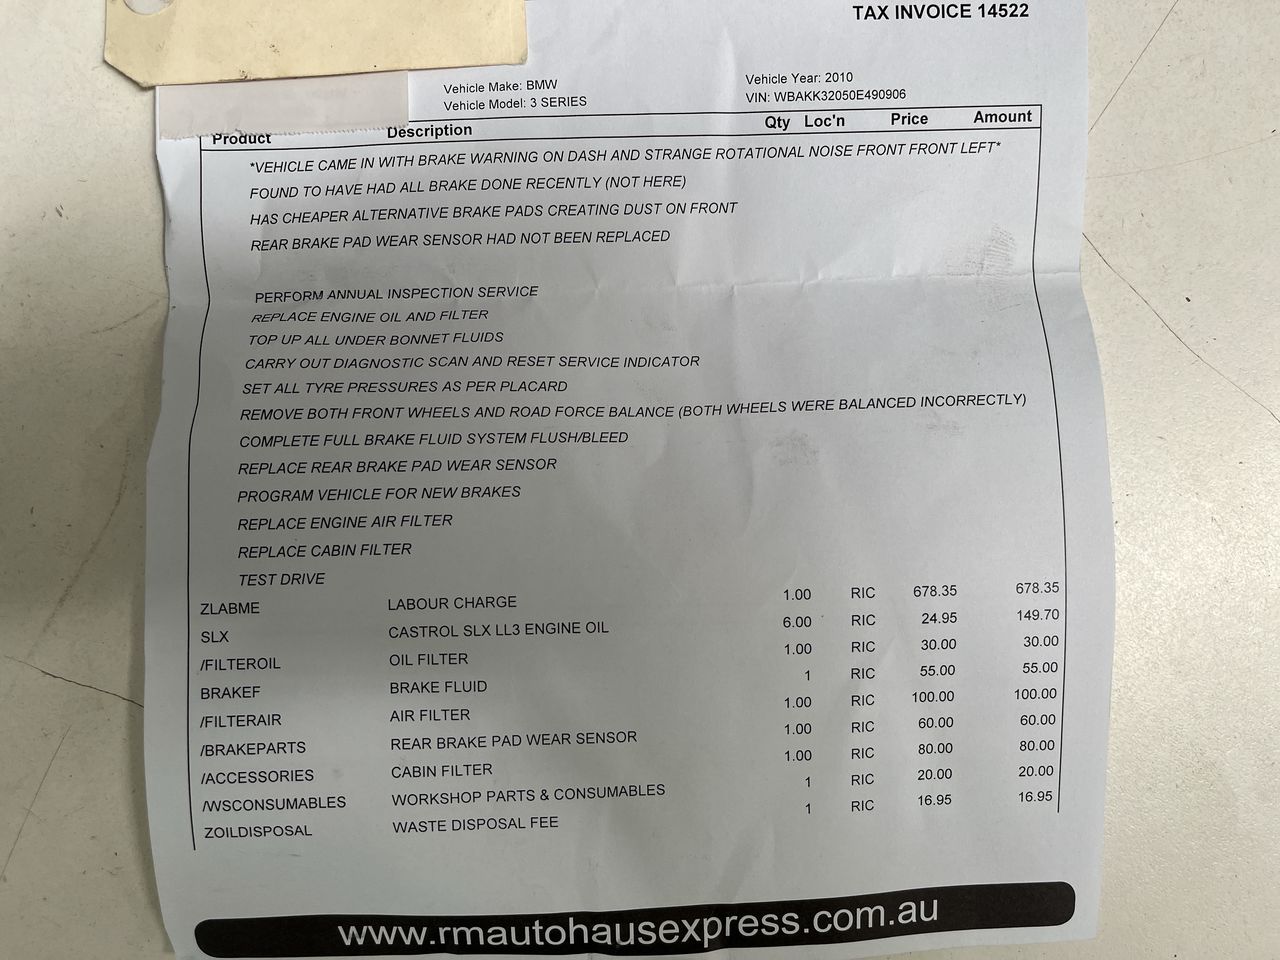 TAX INVOICE 14522
Vehicle Make: BMW
Vehicle Year: 2010
Vehicle Model: 3 SERIES
VIN: WBAKK32050E490906
Product Description Qty Loc'n Price Amount
*VEHICLE CAME IN WITH BRAKE WARNING ON DASH AND STRANGE ROTATIONAL NOISE FRONT FRONT LEFT*
FOUND TO HAVE HAD ALL BRAKE DONE RECENTLY (NOT HERE)
HAS CHEAPER ALTERNATIVE BRAKE PADS CREATING DUST ON FRONT
REAR BRAKE PAD WEAR SENSOR HAD NOT BEEN REPLACED
PERFORM ANNUAL INSPECTION SERVICE
REPLACE ENGINE OIL AND FILTER
TOP UP ALL UNDER BONNET FLUIDS
CARRY OUT DIAGNOSTIC SCAN AND RESET SERVICE INDICATOR
SET ALL TYRE PRESSURES AS PER PLACARD
REMOVE BOTH FRONT WHEELS AND ROAD FORCE BALANCE (BOTH WHEELS WERE BALANCED INCORRECTLY)
COMPLETE FULL BRAKE FLUID SYSTEM FLUSH/BLEED
REPLACE REAR BRAKE PAD WEAR SENSOR
PROGRAM VEHICLE FOR NEW BRAKES
REPLACE ENGINE AIR FILTER
REPLACE CABIN FILTER
TEST DRIVE
ZLABME LABOUR CHARGE 1.00 RIC 678.35 678.35
SLX CASTROL SLX LL3 ENGINE OIL 6.00 RIC 24.95 149.70
/FILTEROIL OIL FILTER 1.00 RIC 30.00 30.00
BRAKEF BRAKE FLUID 1 RIC 55.00 55.00
/FILTERAIR AIR FILTER 1.00 RIC 100.00 100.00
/BRAKEPARTS REAR BRAKE PAD WEAR SENSOR 1.00 RIC 60.00 60.00
/ACCESSORIES CABIN FILTER 1.00 RIC 80.00 80.00
/WSCONSUMABLES WORKSHOP PARTS & CONSUMABLES 1 RIC 20.00 20.00
ZOILDISPOSAL WASTE DISPOSAL FEE 1 RIC 16.95 16.95
www.rmautohausexpress.com.au